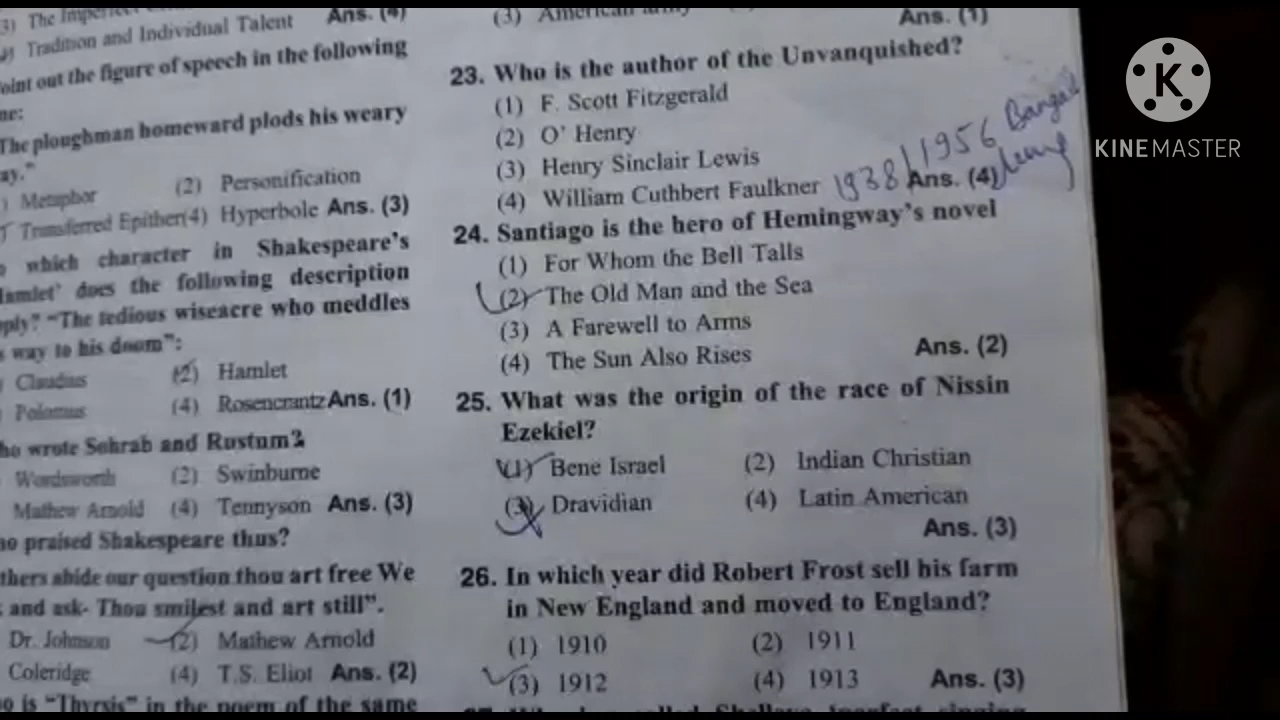 3) The Imperfect
Tradition and Individual Talent Ans. (4)
oint out the figure of speech in the following
ne:
The ploughman homeward plods his weary
ay."
Metaphor (2) Personification
Transferred Epither(4) Hyperbole Ans. (3)
which character in Shakespeare's
Hamlet' does the following description
pply? "The tedious wiseacre who meddles
s way to his doom":
Claudius (2) Hamlet
Polonius (4) Rosencrantz Ans. (1)
ho wrote Sohrab and Rustum?
Wordsworth (2) Swinburne
Mathew Arnold (4) Tennyson Ans. (3)
ho praised Shakespeare thus?
thers abide our question thou art free We
and ask- Thou smilest and art still".
Dr. Johnson (2) Mathew Arnold
Coleridge (4) T.S. Eliot Ans. (2)
o is "Thyrsis" in the poem of the same
(3) American army
Ans. (1)
23. Who is the author of the Unvanquished?
(1) F. Scott Fitzgerald
(2) O' Henry
(3) Henry Sinclair Lewis
(4) William Cuthbert Faulkner 1938/1956 Ans. (4)
24. Santiago is the hero of Hemingway's novel
(1) For Whom the Bell Talls
(2) The Old Man and the Sea
(3) A Farewell to Arms
(4) The Sun Also Rises Ans. (2)
25. What was the origin of the race of Nissin
Ezekiel?
(1) Bene Israel (2) Indian Christian
(3) Dravidian (4) Latin American
Ans. (3)
26. In which year did Robert Frost sell his farm
in New England and moved to England?
(1) 1910 (2) 1911
(3) 1912 (4) 1913 Ans. (3)
K
KINEMASTER